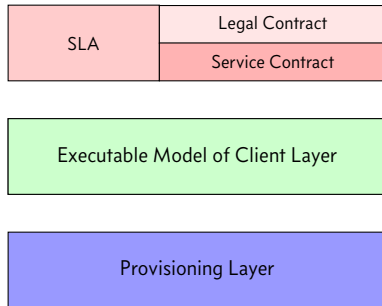 SLA
Legal Contract
Service Contract
Executable Model of Client Layer
Provisioning Layer